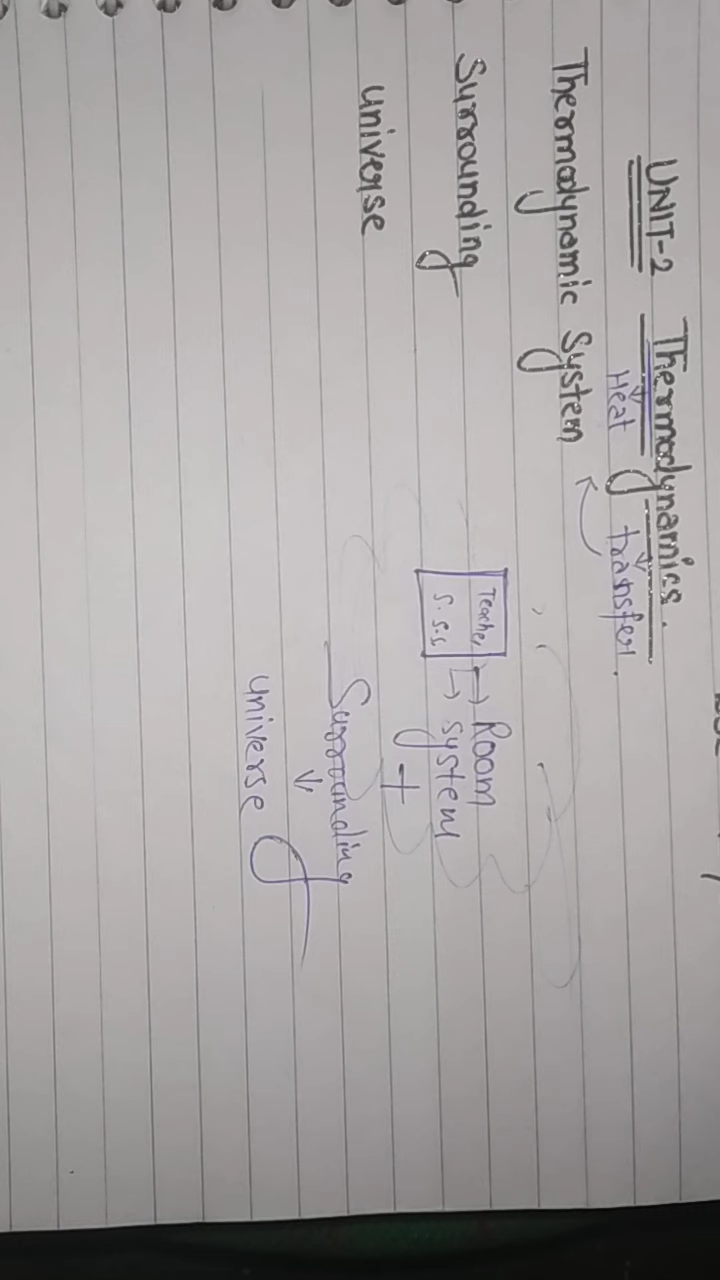 UNIT-2 Thermodynamics.
Heat transfer.
Thermodynamic System
Surrounding
universe
Teacher
S. S. S
→ Room
→ system
+
Surrounding
↓
universe